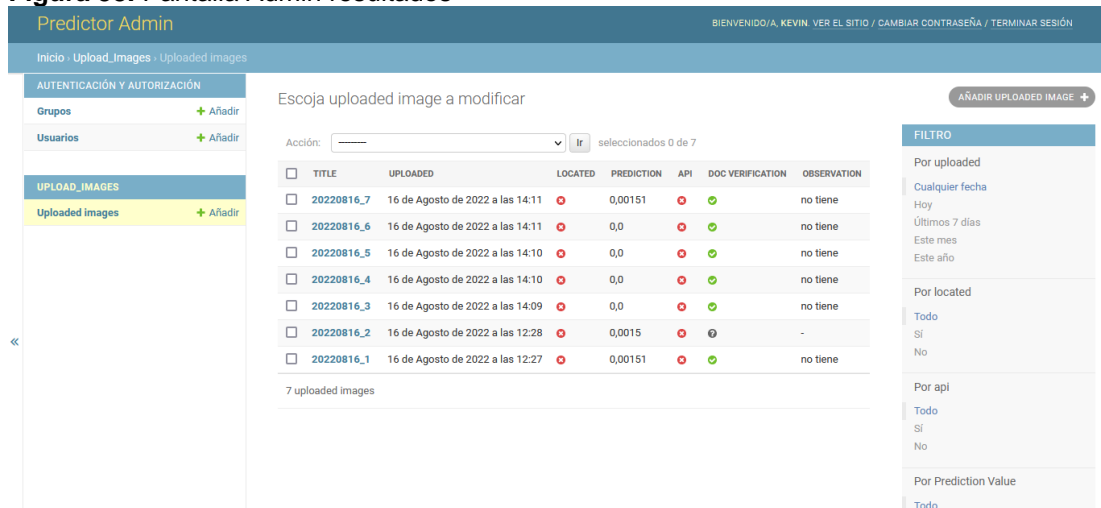 Pantalla Admin resultados
Predictor Admin
BIENVENIDO/A, KEVIN. VER EL SITIO / CAMBIAR CONTRASEÑA / TERMINAR SESIÓN
Inicio › Upload_Images › Uploaded images
AUTENTICACIÓN Y AUTORIZACIÓN
Grupos + Añadir
Usuarios + Añadir
UPLOAD_IMAGES
Uploaded images + Añadir
«
Escoja uploaded image a modificar
AÑADIR UPLOADED IMAGE +
Acción: --------- Ir seleccionados 0 de 7
TITLE UPLOADED LOCATED PREDICTION API DOC VERIFICATION OBSERVATION
20220816_7 16 de Agosto de 2022 a las 14:11 0,00151 no tiene
20220816_6 16 de Agosto de 2022 a las 14:11 0,0 no tiene
20220816_5 16 de Agosto de 2022 a las 14:10 0,0 no tiene
20220816_4 16 de Agosto de 2022 a las 14:10 0,0 no tiene
20220816_3 16 de Agosto de 2022 a las 14:09 0,0 no tiene
20220816_2 16 de Agosto de 2022 a las 12:28 0,0015 -
20220816_1 16 de Agosto de 2022 a las 12:27 0,00151 no tiene
7 uploaded images
FILTRO
Por uploaded
Cualquier fecha
Hoy
Últimos 7 días
Este mes
Este año
Por located
Todo
Sí
No
Por api
Todo
Sí
No
Por Prediction Value
Todo